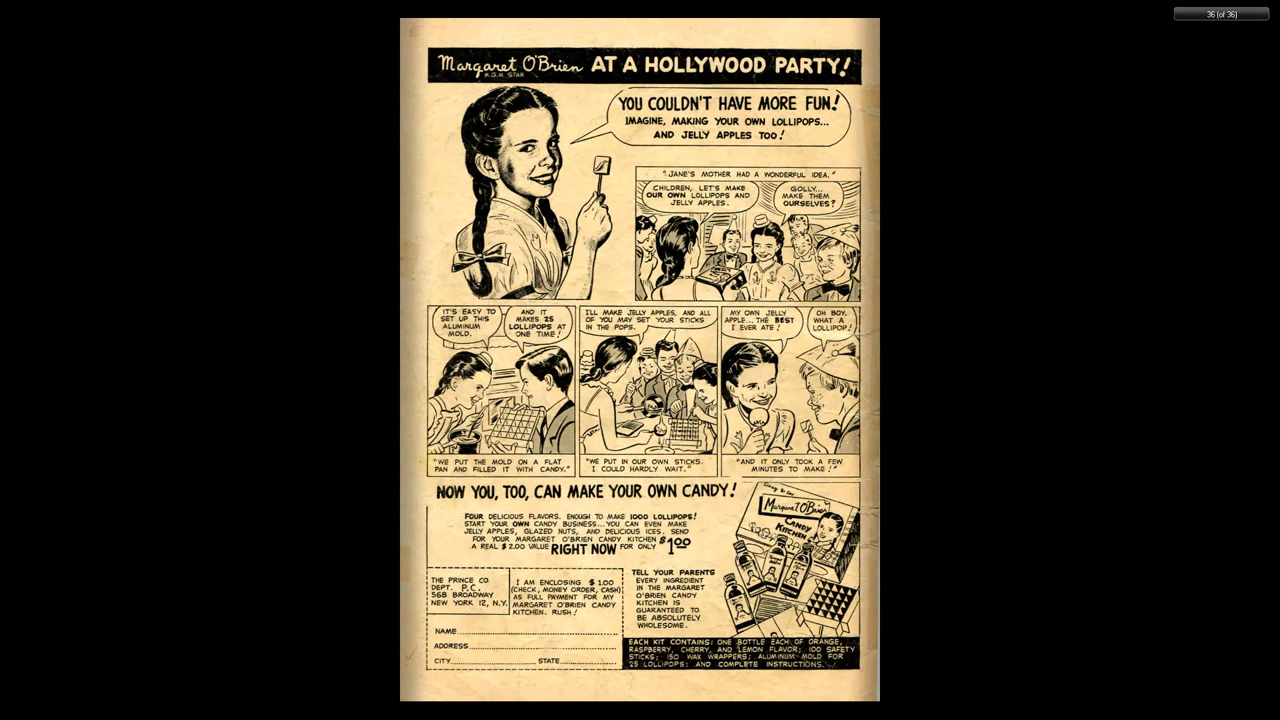 36 (of 36)
Margaret O'Brien AT A HOLLYWOOD PARTY!
M.G.M. STAR
YOU COULDN'T HAVE MORE FUN!
IMAGINE, MAKING YOUR OWN LOLLIPOPS...
AND JELLY APPLES TOO!
"JANE'S MOTHER HAD A WONDERFUL IDEA."
CHILDREN, LET'S MAKE
OUR OWN LOLLIPOPS AND
JELLY APPLES.
GOLLY...
MAKE THEM
OURSELVES?
IT'S EASY TO
SET UP THIS
ALUMINUM
MOLD.
AND IT
MAKES 25
LOLLIPOPS AT
ONE TIME!
"WE PUT THE MOLD ON A FLAT
PAN AND FILLED IT WITH CANDY."
I'LL MAKE JELLY APPLES, AND ALL
OF YOU MAY SET YOUR STICKS
IN THE POPS.
"WE PUT IN OUR OWN STICKS.
I COULD HARDLY WAIT."
MY OWN JELLY
APPLE...THE BEST
I EVER ATE!
OH BOY,
WHAT A
LOLLIPOP!
"AND IT ONLY TOOK A FEW
MINUTES TO MAKE!"
NOW YOU, TOO, CAN MAKE YOUR OWN CANDY!
FOUR DELICIOUS FLAVORS. ENOUGH TO MAKE 1000 LOLLIPOPS!
START YOUR OWN CANDY BUSINESS...YOU CAN EVEN MAKE
JELLY APPLES, GLAZED NUTS, AND DELICIOUS ICES. SEND
FOR YOUR MARGARET O'BRIEN CANDY KITCHEN $1.00
A REAL $2.00 VALUE RIGHT NOW FOR ONLY
Margaret O'Brien
CANDY
KITCHEN
THE PRINCE CO.
DEPT. P.C.
568 BROADWAY
NEW YORK 12, N.Y.
I AM ENCLOSING $1.00
(CHECK, MONEY ORDER, CASH)
AS FULL PAYMENT FOR MY
MARGARET O'BRIEN CANDY
KITCHEN. RUSH!
NAME
ADDRESS
CITY STATE
TELL YOUR PARENTS
EVERY INGREDIENT
IN THE MARGARET
O'BRIEN CANDY
KITCHEN IS
GUARANTEED TO
BE ABSOLUTELY
WHOLESOME.
EACH KIT CONTAINS: ONE BOTTLE EACH OF ORANGE,
RASPBERRY, CHERRY, AND LEMON FLAVOR; 100 SAFETY
STICKS; 150 WAX WRAPPERS; ALUMINUM MOLD FOR
25 LOLLIPOPS; AND COMPLETE INSTRUCTIONS.